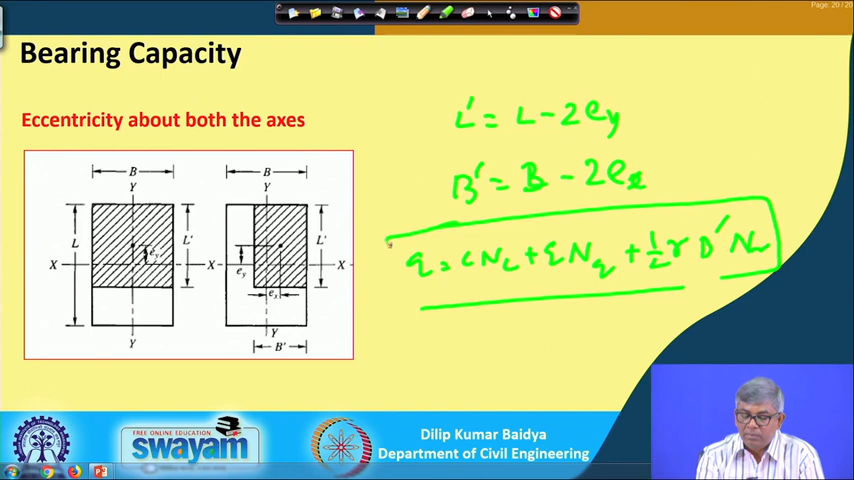 Page: 20 / 20
Bearing Capacity
Eccentricity about both the axes
L' = L - 2ey
B' = B - 2ex
q = CNc + qNq + 1/2 γ B' Nγ
B
Y
L
L'
ey
X
X
Y
B
Y
L'
ey
X
ex
Y
B'
FREE ONLINE EDUCATION
swayam
Dilip Kumar Baidya
Department of Civil Engineering